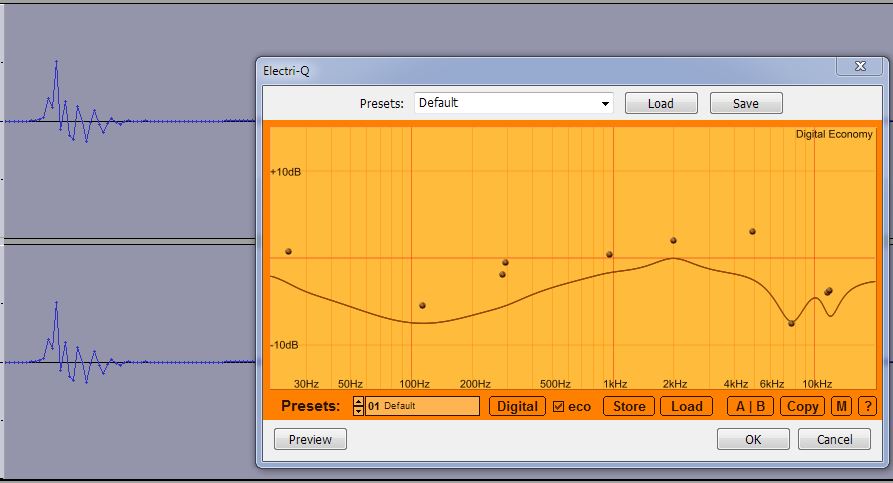 Electri-Q
Presets: Default Load Save
Digital Economy
+10dB
-10dB
30Hz 50Hz 100Hz 200Hz 500Hz 1kHz 2kHz 4kHz 6kHz 10kHz
Presets: 01 Default Digital eco Store Load A | B Copy M ?
Preview OK Cancel